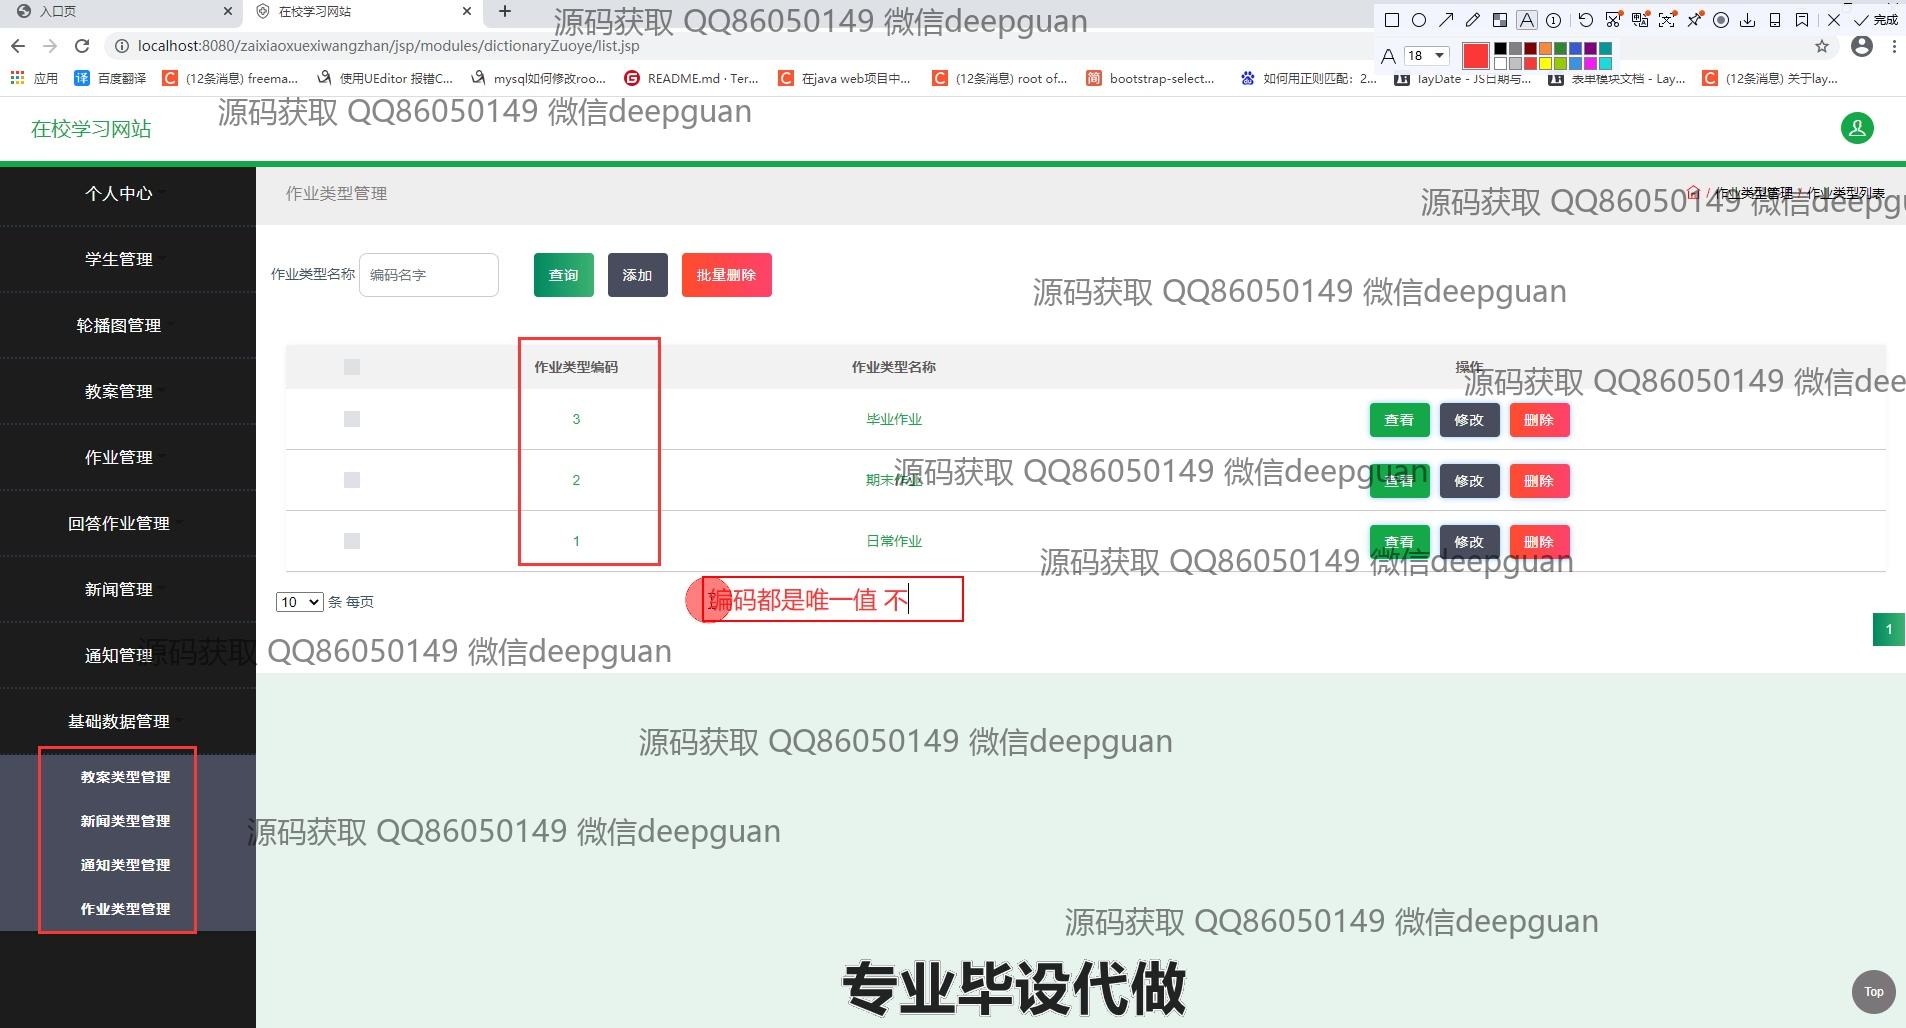 入口页
在校学习网站
源码获取 QQ86050149 微信deepguan
完成
localhost:8080/zaixiaoxuexiwangzhan/jsp/modules/dictionaryZuoye/list.jsp
A 18
应用
百度翻译
(12条消息) freema...
使用UEditor 报错C...
mysql如何修改roo...
README.md · Ter...
在java web项目中...
(12条消息) root of...
bootstrap-select...
如何用正则匹配：2...
layDate - JS日期与...
表单模块文档 - Lay...
(12条消息) 关于lay...
源码获取 QQ86050149 微信deepguan
在校学习网站
个人中心
作业类型管理
/ 作业类型管理 / 作业类型列表
源码获取 QQ86050149 微信deepgu
学生管理
作业类型名称 编码名字 查询 添加 批量删除
源码获取 QQ86050149 微信deepguan
轮播图管理
作业类型编码 作业类型名称 操作
源码获取 QQ86050149 微信dee
教案管理
3 毕业作业 查看 修改 删除
作业管理
源码获取 QQ86050149 微信deepguan
2 期末作业 查看 修改 删除
回答作业管理
1 日常作业 查看 修改 删除
源码获取 QQ86050149 微信deepguan
新闻管理
10 条 每页
编码都是唯一值 不
1
通知管理
源码获取 QQ86050149 微信deepguan
基础数据管理
源码获取 QQ86050149 微信deepguan
教案类型管理
新闻类型管理
源码获取 QQ86050149 微信deepguan
通知类型管理
作业类型管理
源码获取 QQ86050149 微信deepguan
专业毕设代做
Top